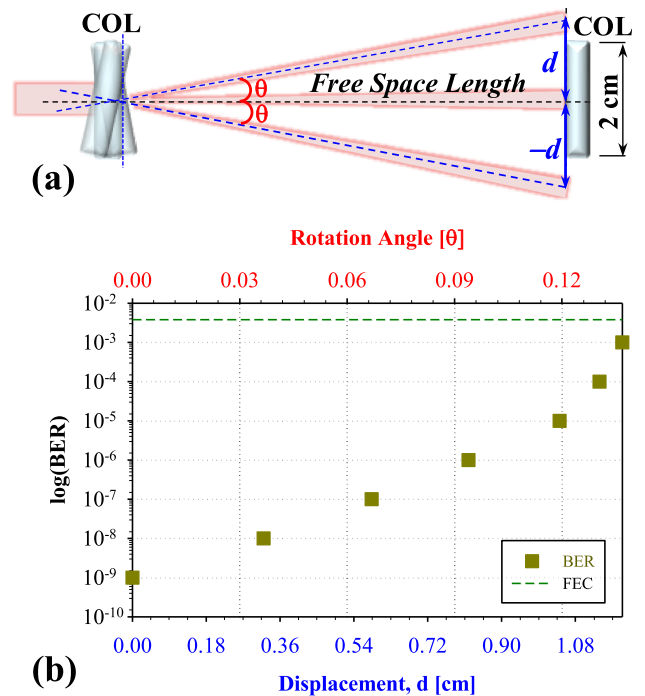 COL
COL
θ
θ
Free Space Length
d
–d
2 cm
(a)
Rotation Angle [θ]
0.00 0.03 0.06 0.09 0.12
10-2
10-3
10-4
10-5
10-6
10-7
10-8
10-9
10-10
log(BER)
BER
FEC
0.00 0.18 0.36 0.54 0.72 0.90 1.08
(b)
Displacement, d [cm]